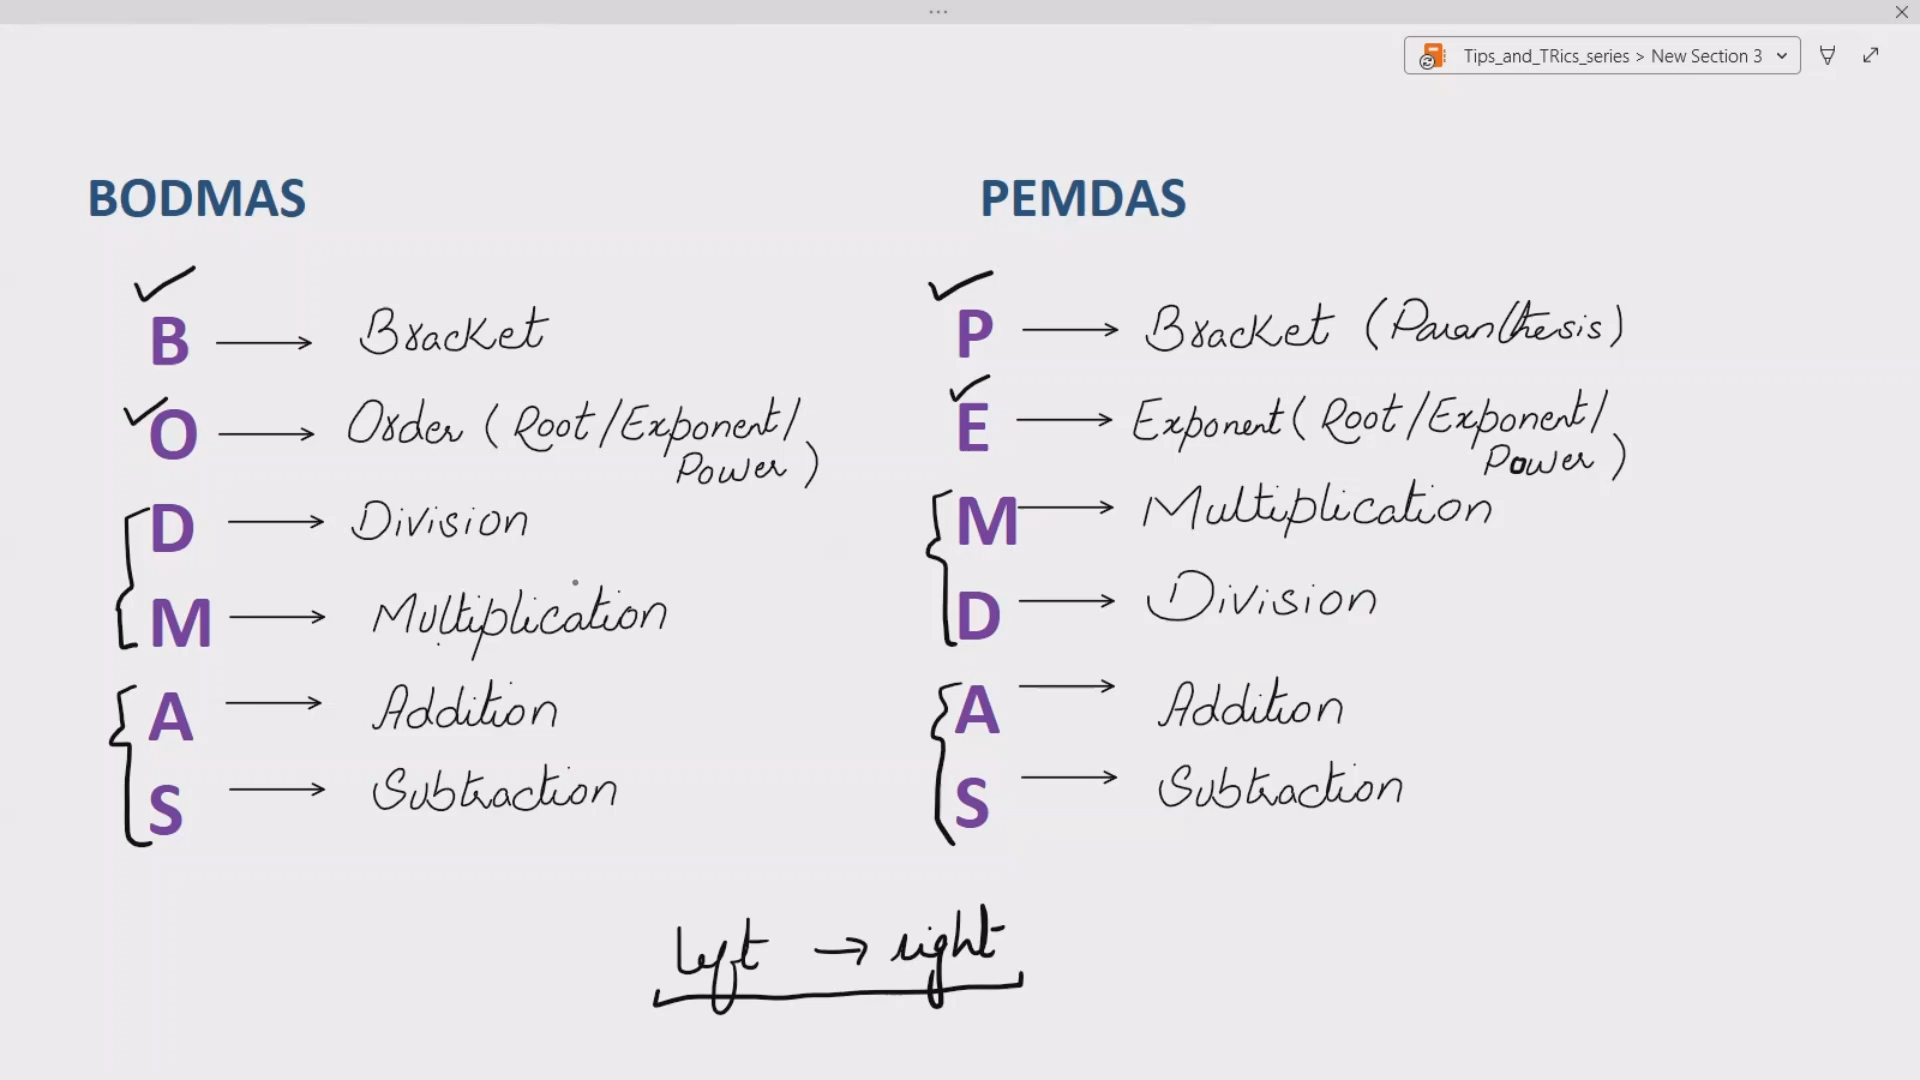 Tips_and_TRics_series > New Section 3
BODMAS
B → Bracket
O → Order (Root/Exponent/
Power)
D → Division
M → Multiplication
A → Addition
S → Subtraction
PEMDAS
P → Bracket (Paranthesis)
E → Exponent (Root/Exponent/
Power)
M → Multiplication
D → Division
A → Addition
S → Subtraction
left → right